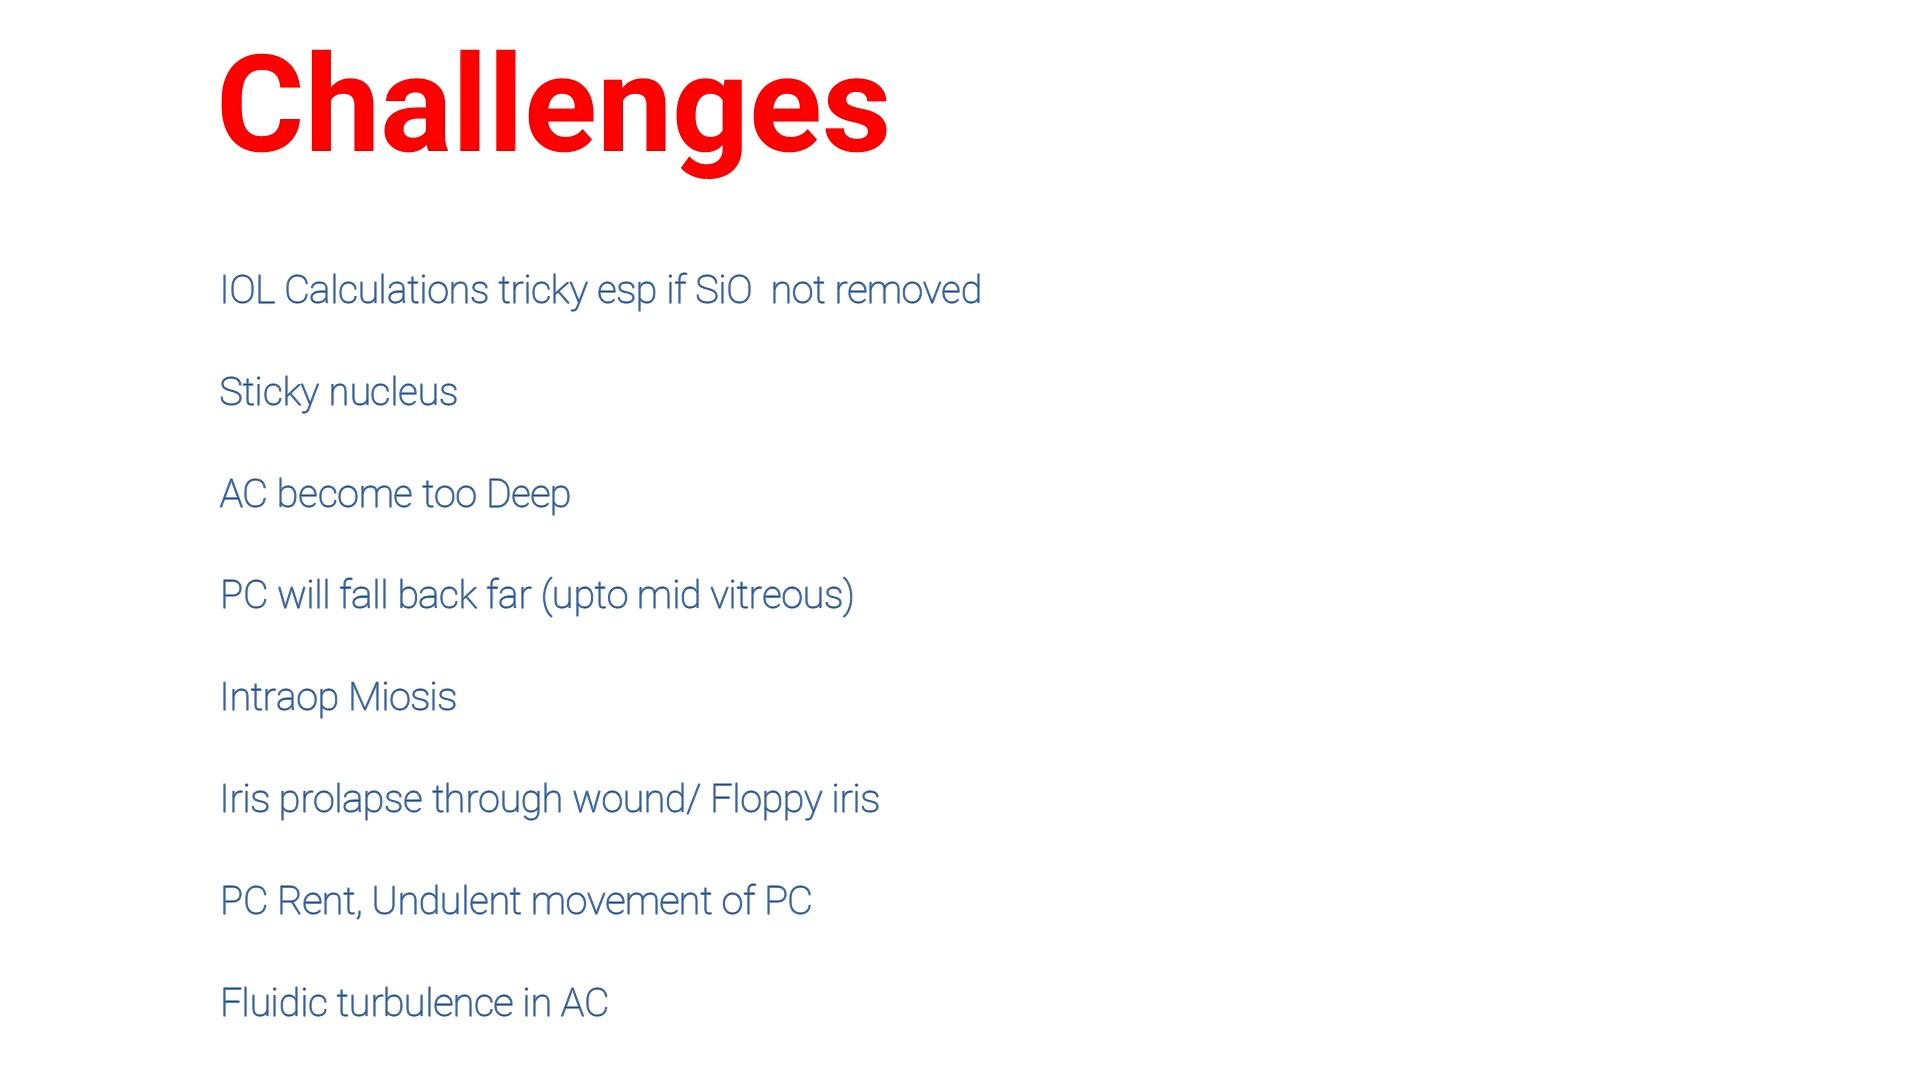 Challenges
IOL Calculations tricky esp if SiO  not removed
Sticky nucleus
AC become too Deep
PC will fall back far (upto mid vitreous)
Intraop Miosis
Iris prolapse through wound/ Floppy iris
PC Rent, Undulent movement of PC
Fluidic turbulence in AC